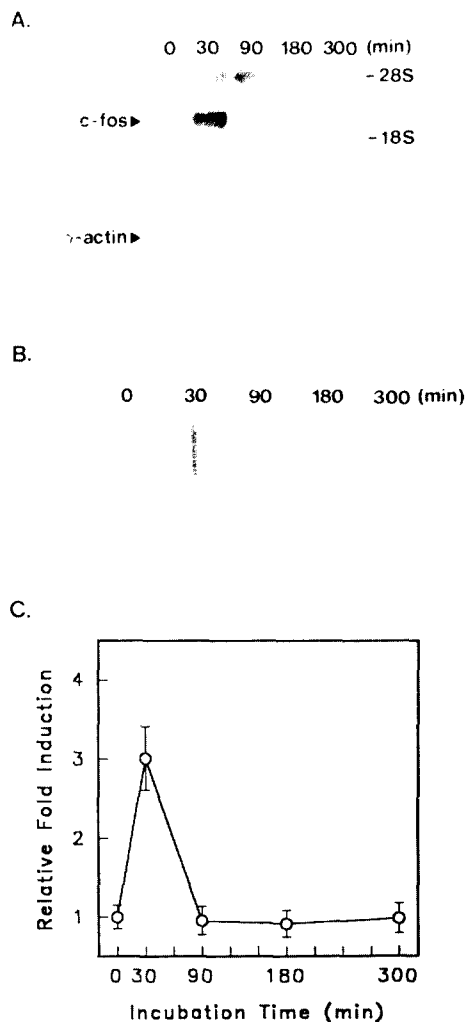 A.
0 30 90 180 300 (min)
-28S
c-fos▶
-18S
γ-actin▶
B.
0 30 90 180 300 (min)
C.
4
3
2
1
Relative Fold Induction
0 30 90 180 300
Incubation Time (min)